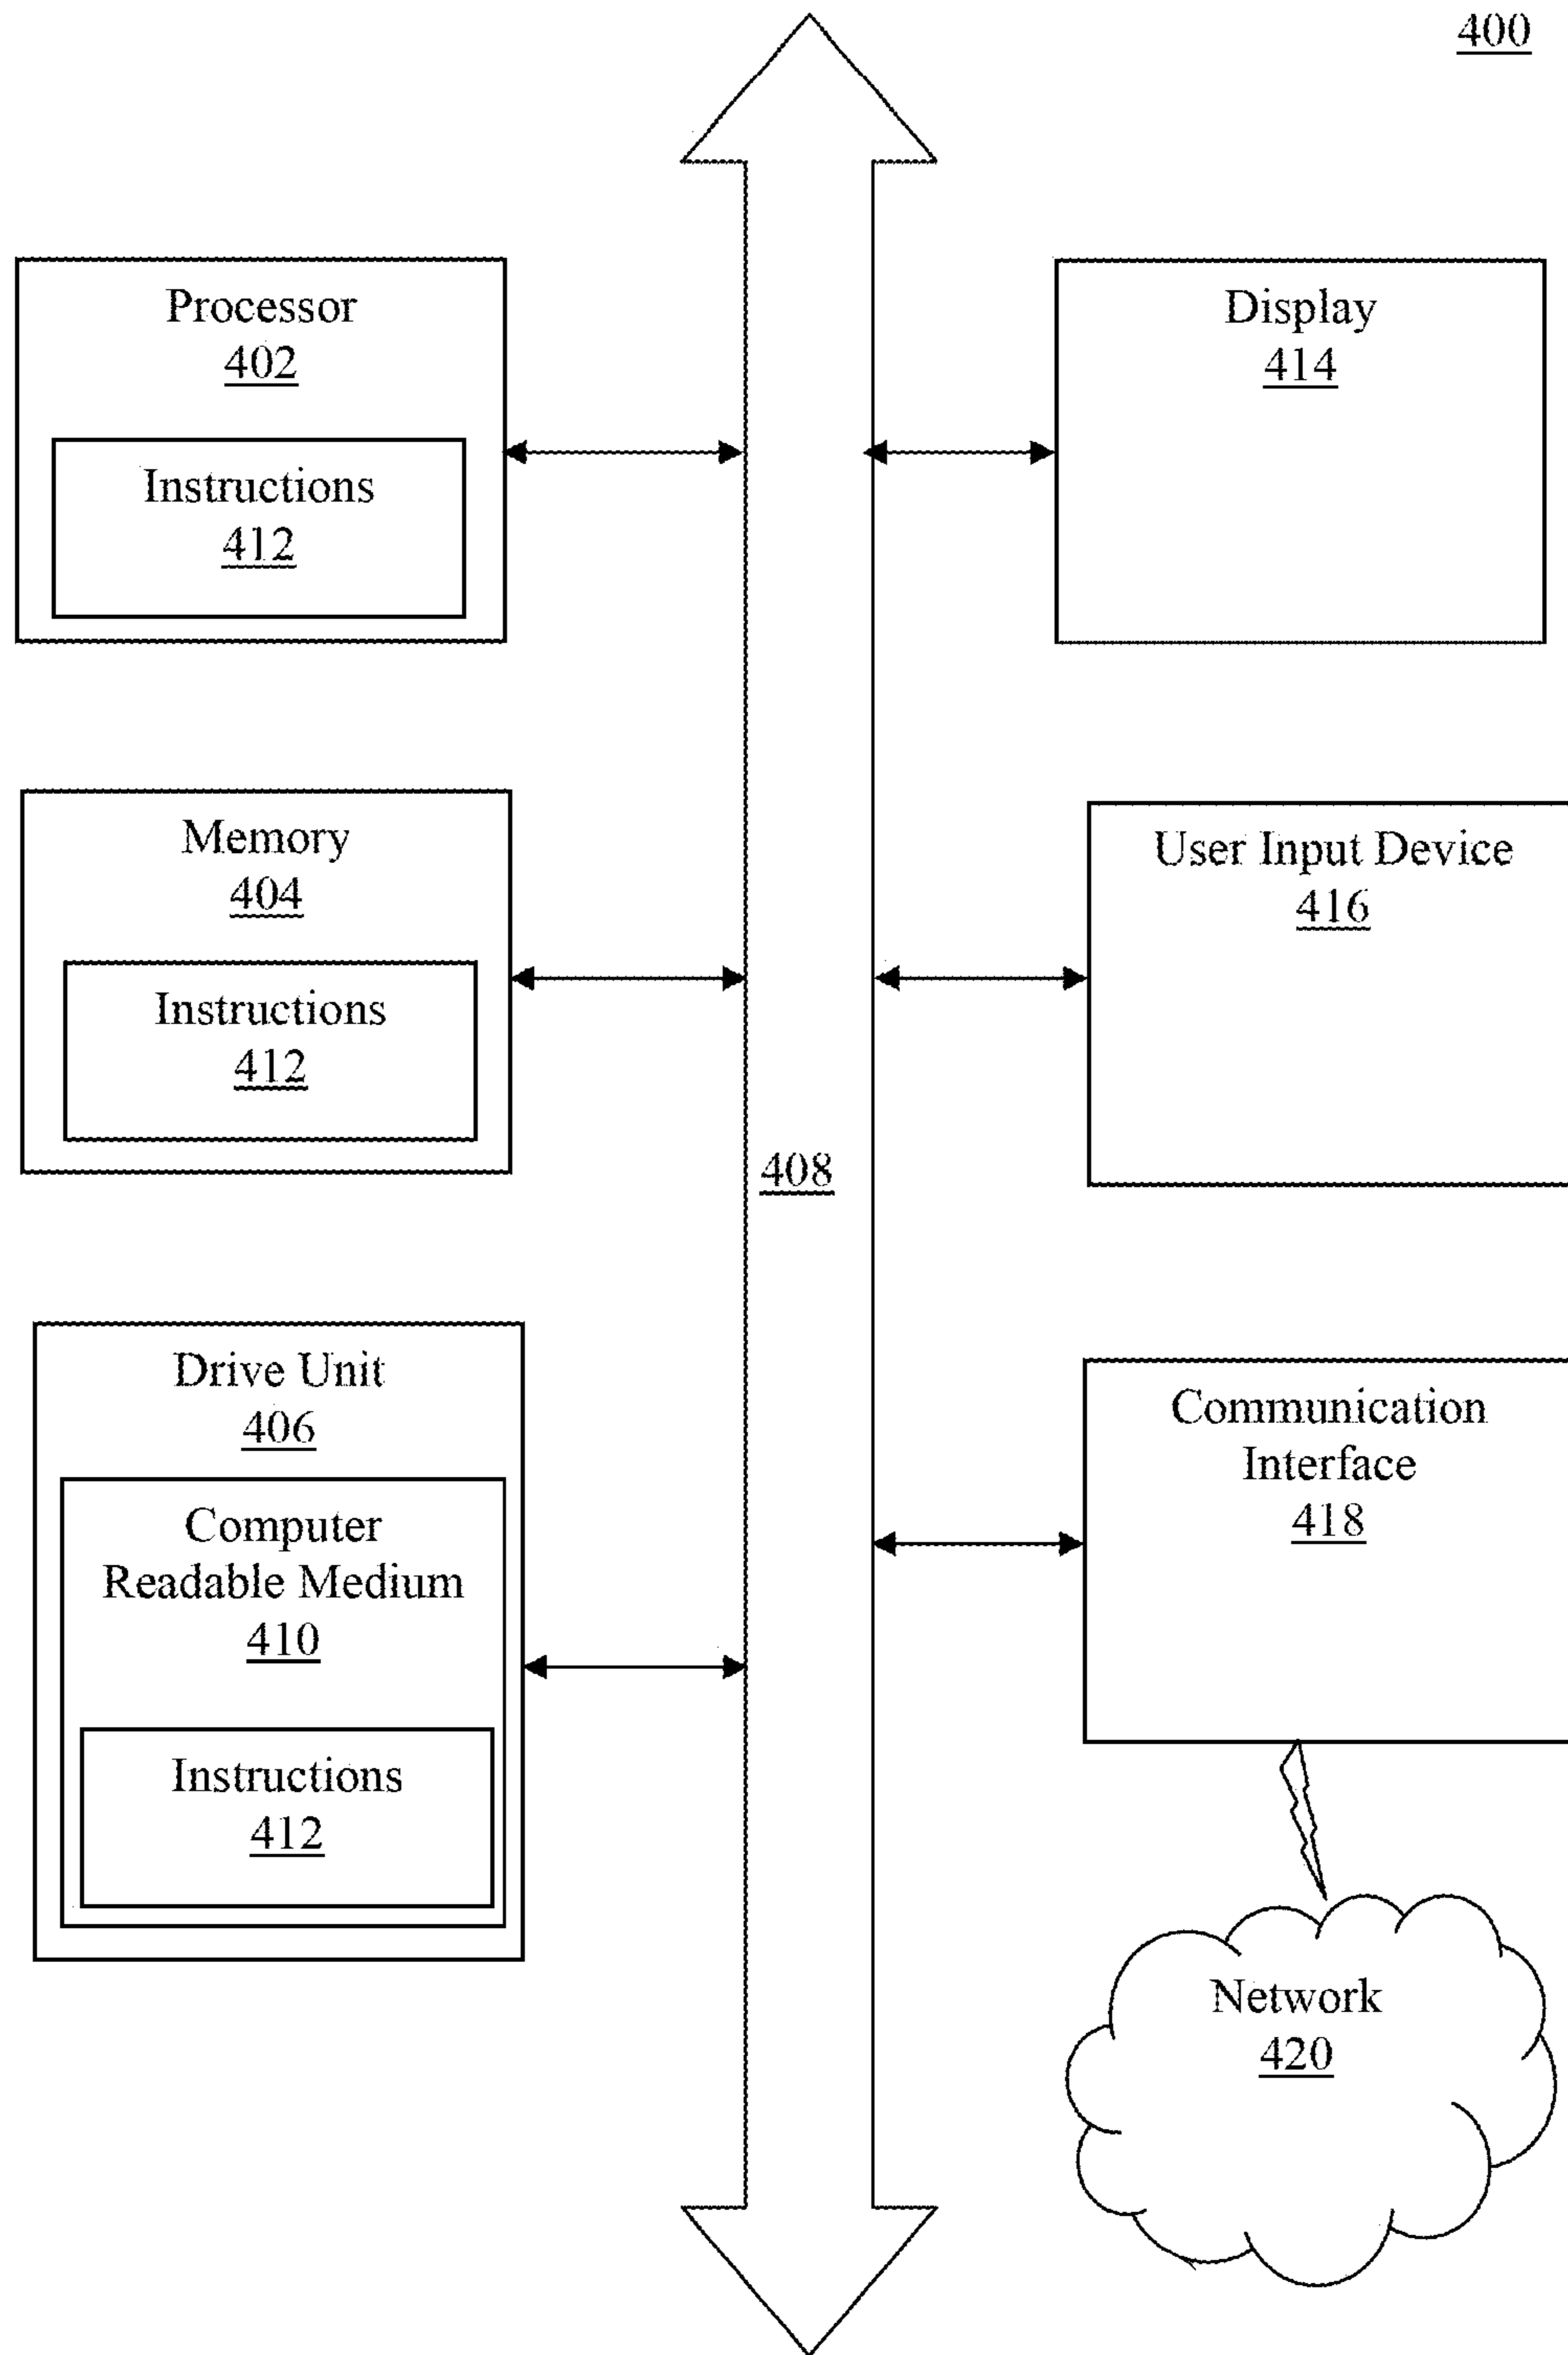 400
Processor
402
Instructions
412
Memory
404
Instructions
412
Drive Unit
406
Computer
Readable Medium
410
Instructions
412
408
Display
414
User Input Device
416
Communication
Interface
418
Network
420